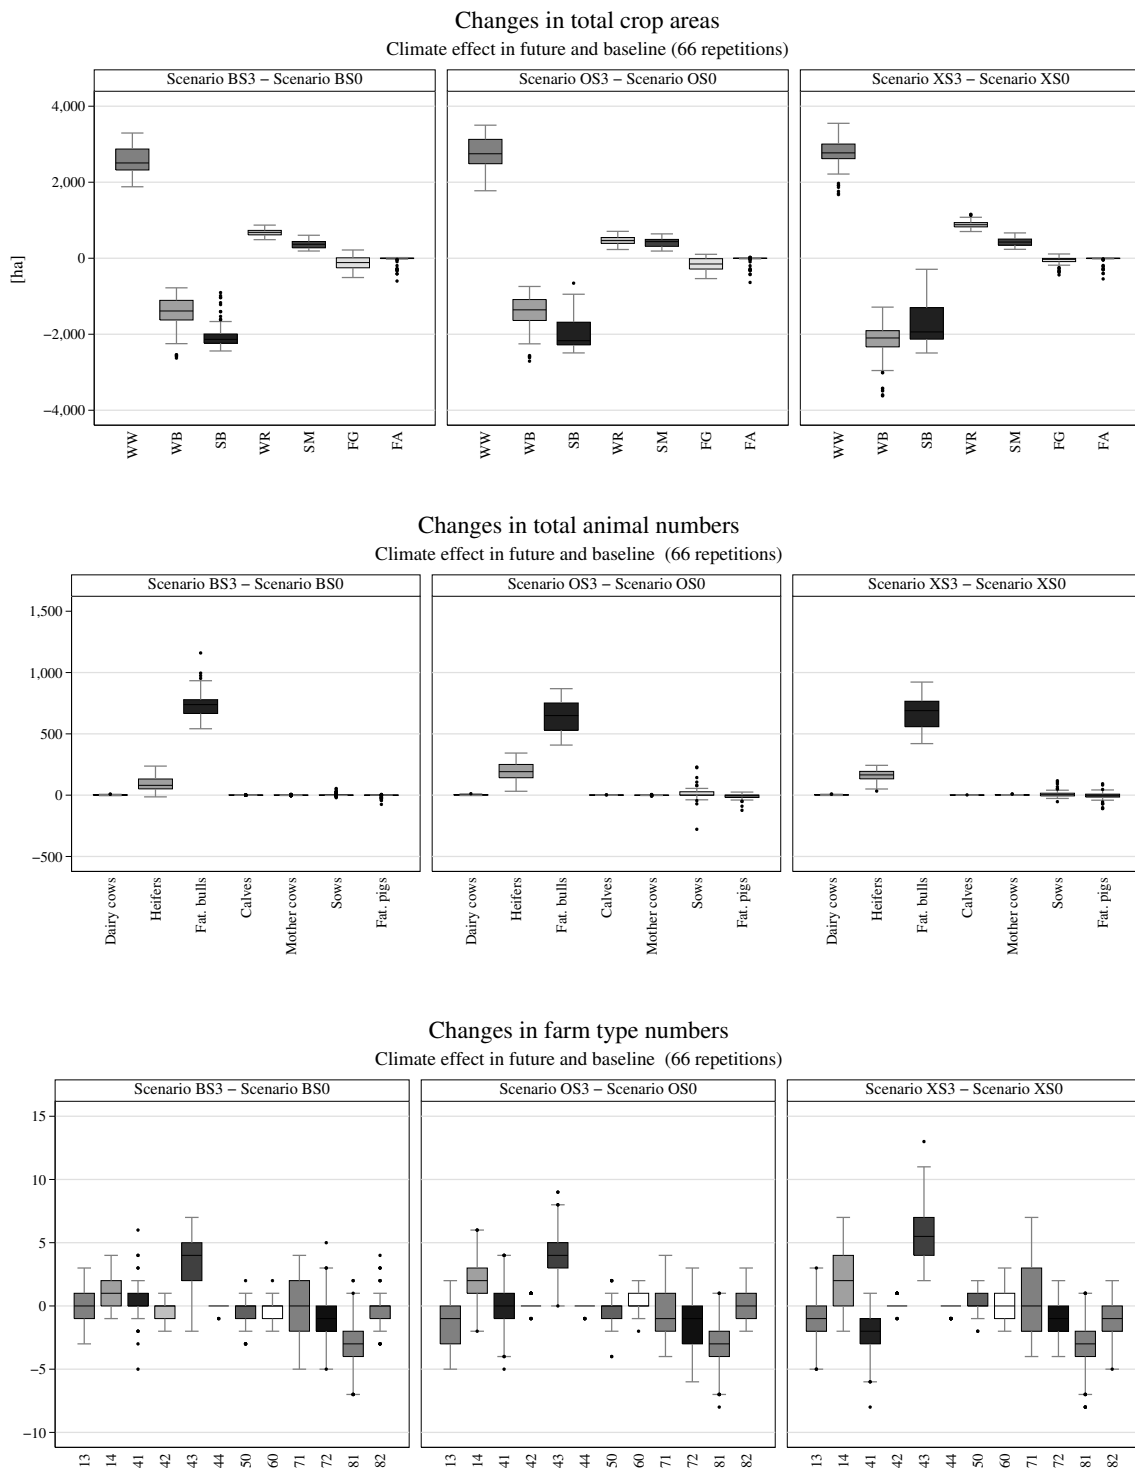 Changes in total crop areas
Climate effect in future and baseline (66 repetitions)
Scenario BS3 − Scenario BS0 Scenario OS3 − Scenario OS0 Scenario XS3 − Scenario XS0
4,000
2,000
0
−2,000
−4,000
[ha]
WW WB SB WR SM FG FA WW WB SB WR SM FG FA WW WB SB WR SM FG FA
Changes in total animal numbers
Climate effect in future and baseline (66 repetitions)
Scenario BS3 − Scenario BS0 Scenario OS3 − Scenario OS0 Scenario XS3 − Scenario XS0
1,500
1,000
500
0
−500
Dairy cows Heifers Fat. bulls Calves Mother cows Sows Fat. pigs Dairy cows Heifers Fat. bulls Calves Mother cows Sows Fat. pigs Dairy cows Heifers Fat. bulls Calves Mother cows Sows Fat. pigs
Changes in farm type numbers
Climate effect in future and baseline (66 repetitions)
Scenario BS3 − Scenario BS0 Scenario OS3 − Scenario OS0 Scenario XS3 − Scenario XS0
15
10
5
0
−5
−10
13 14 41 42 43 44 50 60 71 72 81 82 13 14 41 42 43 44 50 60 71 72 81 82 13 14 41 42 43 44 50 60 71 72 81 82